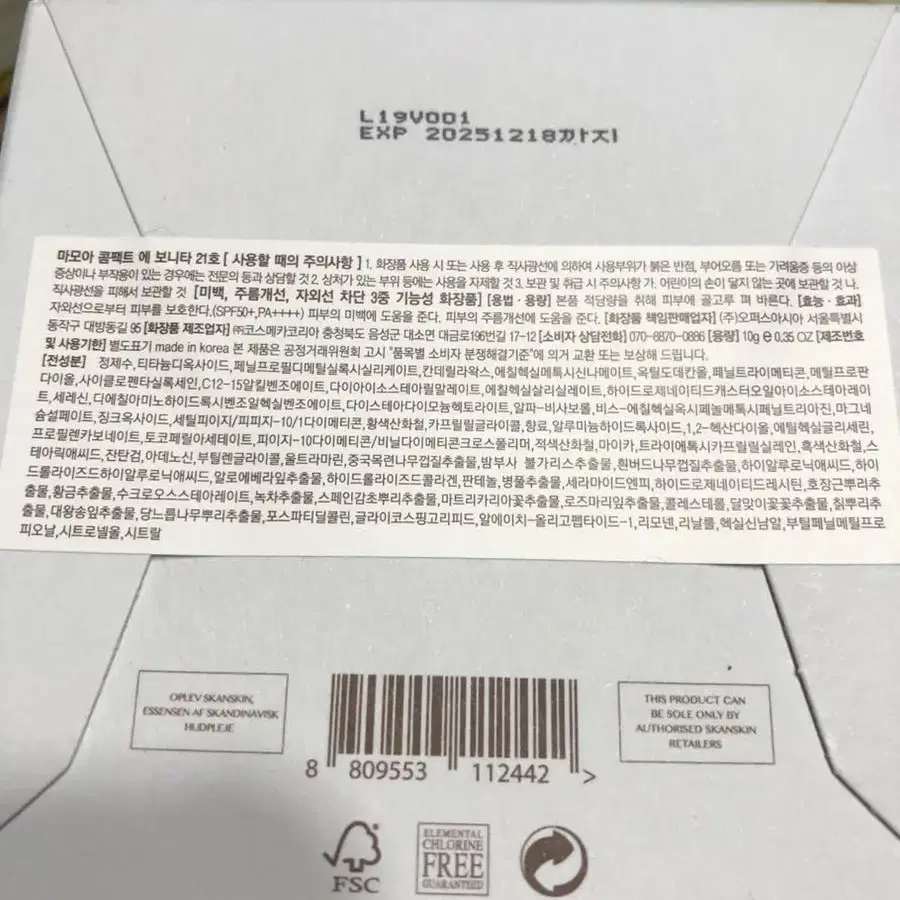 L19V001
EXP 20251218까지
마모아 콤팩트 에 보니타 21호 [ 사용할 때의 주의사항 ] 1. 화장품 사용 시 또는 사용 후 직사광선에 의하여 사용부위가 붉은 반점, 부어오름 또는 가려움증 등의 이상
증상이나 부작용이 있는 경우에는 전문의 등과 상담할 것 2. 상처가 있는 부위 등에는 사용을 자제할 것 3. 보관 및 취급 시 주의사항 가. 어린이의 손이 닿지 않는 곳에 보관할 것 나.
직사광선을 피해서 보관할 것 [미백, 주름개선, 자외선 차단 3중 기능성 화장품] [용법 · 용량] 본품 적당량을 취해 피부에 골고루 펴 바른다. [효능 · 효과]
자외선으로부터 피부를 보호한다.(SPF50+,PA++++) 피부의 미백에 도움을 준다. 피부의 주름개선에 도움을 준다. [화장품 책임판매업자] (주)오퍼스아시아 서울특별시
동작구 대방동길 95 [화장품 제조업자] ㈜코스메카코리아 충청북도 음성군 대소면 대금로196번길 17-12 [소비자 상담전화] 070-8870-0886 [용량] 10g e 0.35 OZ [제조번호
및 사용기한] 별도표기 made in korea 본 제품은 공정거래위원회 고시 "품목별 소비자 분쟁해결기준"에 의거 교환 또는 보상해 드립니다.
[전성분] 정제수,티타늄디옥사이드,페닐프로필디메틸실록시실리케이트,칸데릴라왁스,에칠헥실메톡시신나메이트,옥틸도데칸올,페닐트라이메티콘,메틸프로판
다이올,사이클로펜타실록세인,C12-15알킬벤조에이트,다이아이소스테아릴말레이트,에칠헥실살리실레이트,하이드로제네이티드캐스터오일아이소스테아레이
트,세레신,디에칠아미노하이드록시벤조일헥실벤조에이트,다이스테아다이모늄헥토라이트,알파-비사보롤,비스-에칠헥실옥시페놀메톡시페닐트리아진,마그네
슘설페이트,징크옥사이드,세틸피이지/피피지-10/1다이메티콘,황색산화철,카프릴릴글라이콜,향료,알루미늄하이드록사이드,1,2-헥산다이올,에틸헥실글리세린,
프로필렌카보네이트,토코페릴아세테이트,피이지-10다이메티콘/비닐다이메티콘크로스폴리머,적색산화철,마이카,트라이에톡시카프릴릴실레인,흑색산화철,스
테아릭애씨드,잔탄검,아데노신,부틸렌글라이콜,울트라마린,중국목련나무껍질추출물,밤부사 불가리스추출물,흰버드나무껍질추출물,하이알루로닉애씨드,하이
드롤라이즈드하이알루로닉애씨드,알로에베라잎추출물,하이드롤라이즈드콜라겐,판테놀,병풀추출물,세라마이드엔피,하이드로제네이티드레시틴,호장근뿌리추
출물,황금추출물,수크로오스스테아레이트,녹차추출물,스페인감초뿌리추출물,마트리카리아꽃추출물,로즈마리잎추출물,콜레스테롤,달맞이꽃꽃추출물,칡뿌리추
출물,대왕송잎추출물,당느릅나무뿌리추출물,포스파티딜콜린,글라이코스핑고리피드,알에이치-올리고펩타이드-1,리모넨,리날룰,헥실신남알,부틸페닐메틸프로
피오날,시트로넬올,시트랄
OPLEV SKANSKIN,
ESSENSEN AF SKANDINAVISK
HUDPLEJE
THIS PRODUCT CAN
BE SOLE ONLY BY
AUTHORISED SKANSKIN
RETAILERS
8 809553 112442 >
FSC
ELEMENTAL
CHLORINE
FREE
GUARANTEED